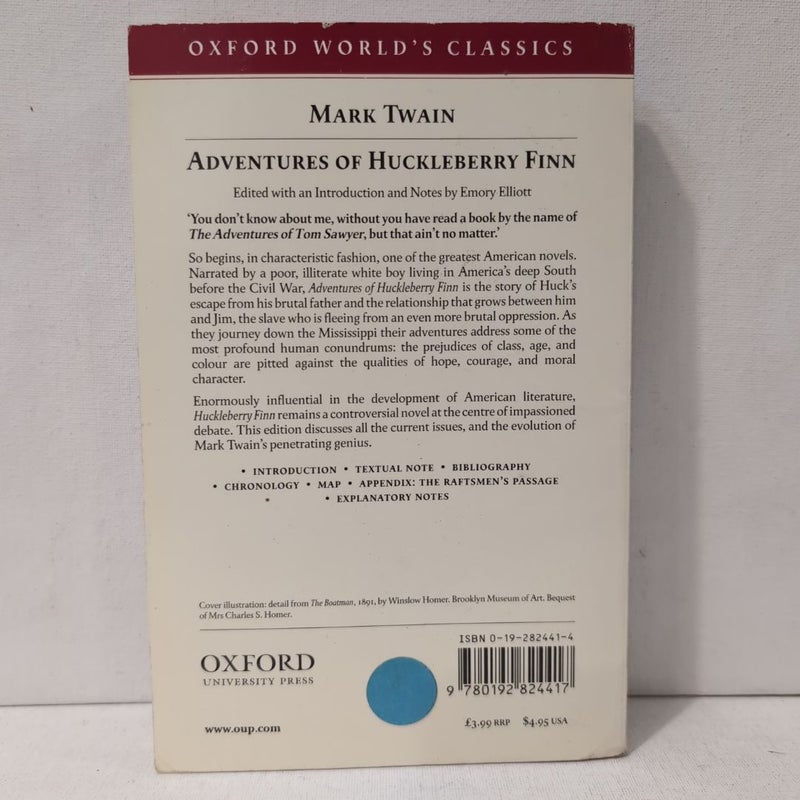 OXFORD WORLD'S CLASSICS
MARK TWAIN
ADVENTURES OF HUCKLEBERRY FINN
Edited with an Introduction and Notes by Emory Elliott
'You don't know about me, without you have read a book by the name of
The Adventures of Tom Sawyer, but that ain't no matter.'
So begins, in characteristic fashion, one of the greatest American novels.
Narrated by a poor, illiterate white boy living in America's deep South
before the Civil War, Adventures of Huckleberry Finn is the story of Huck's
escape from his brutal father and the relationship that grows between him
and Jim, the slave who is fleeing from an even more brutal oppression. As
they journey down the Mississippi their adventures address some of the
most profound human conundrums: the prejudices of class, age, and
colour are pitted against the qualities of hope, courage, and moral
character.
Enormously influential in the development of American literature,
Huckleberry Finn remains a controversial novel at the centre of impassioned
debate. This edition discusses all the current issues, and the evolution of
Mark Twain's penetrating genius.
• INTRODUCTION • TEXTUAL NOTE • BIBLIOGRAPHY
• CHRONOLOGY • MAP • APPENDIX: THE RAFTSMEN'S PASSAGE
• EXPLANATORY NOTES
Cover illustration: detail from The Boatman, 1891, by Winslow Homer. Brooklyn Museum of Art. Bequest
of Mrs Charles S. Homer.
OXFORD
UNIVERSITY PRESS
www.oup.com
ISBN 0-19-282441-4
9 780192 824417
£3.99 RRP $4.95 USA